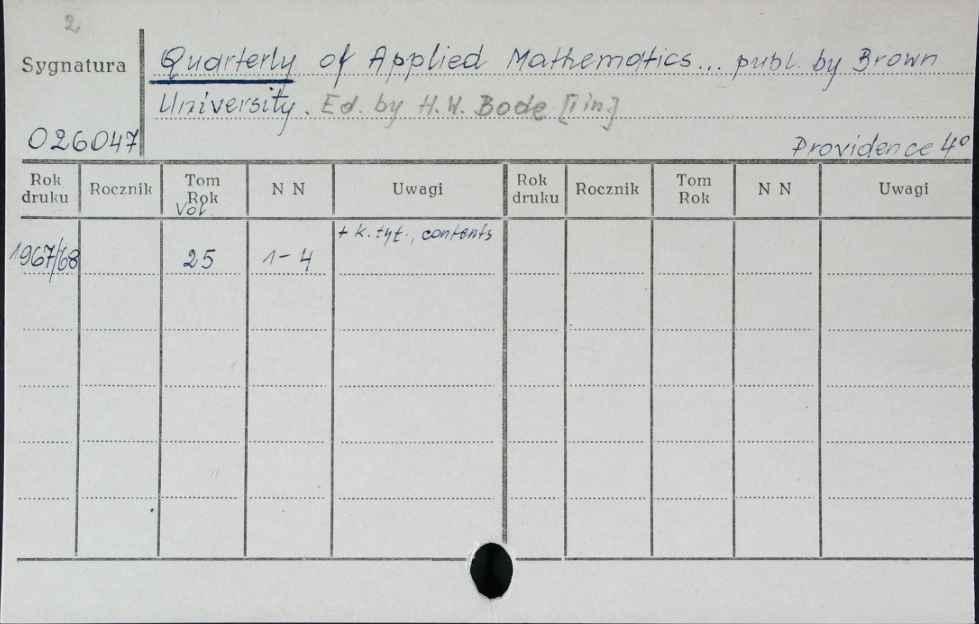 2
Sygnatura
Quarterly of Applied Mathematics... publ. by Brown
University. Ed. by H.W. Bode [i in.]
026047
Providence 4°
Rok druku Rocznik Tom Rok Vol. N N Uwagi Rok druku Rocznik Tom Rok N N Uwagi
1967/68 25 1-4 + k. tyt., contents